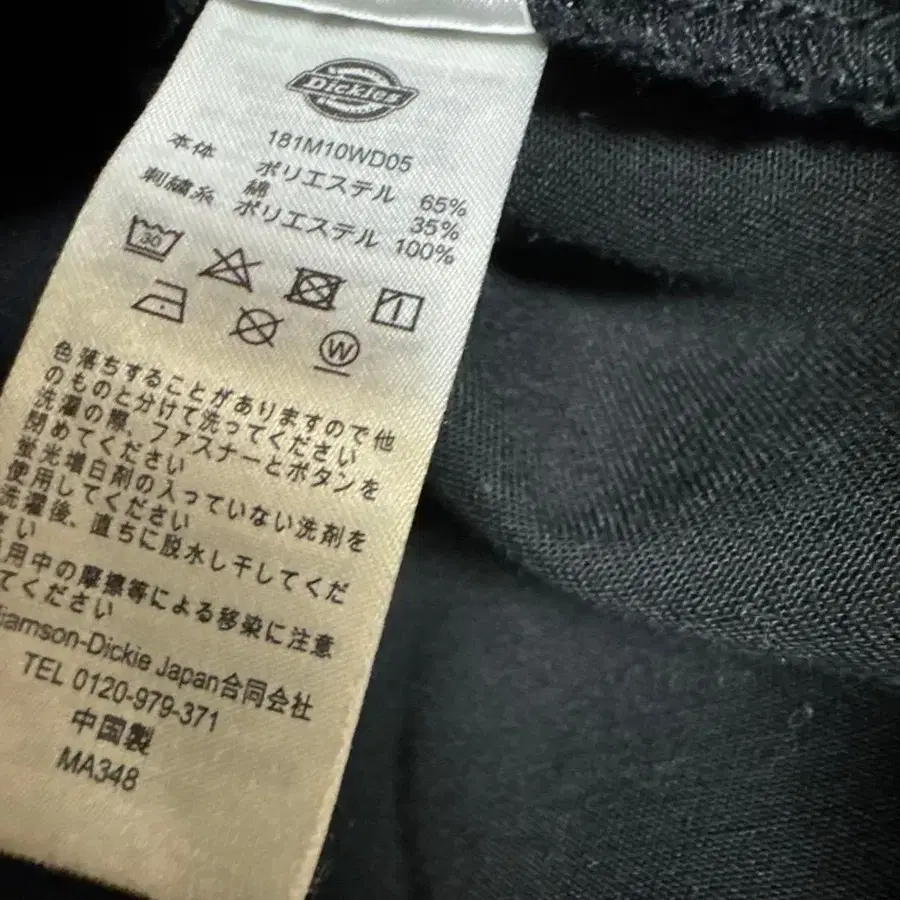 Dickies
181M10WD05
本体 ポリエステル 65%
綿 35%
刺繍糸 ポリエステル 100%
30
W
色落ちすることがありますので他
のものと分けて洗ってください
洗濯の際、ファスナーとボタンを
閉めてください
蛍光増白剤の入っていない洗剤を
使用してください
洗濯後、直ちに脱水し干してくだ
さい
用中の摩擦等による移染に注意
てください
iamson-Dickie Japan合同会社
TEL 0120-979-371
中国製
MA348